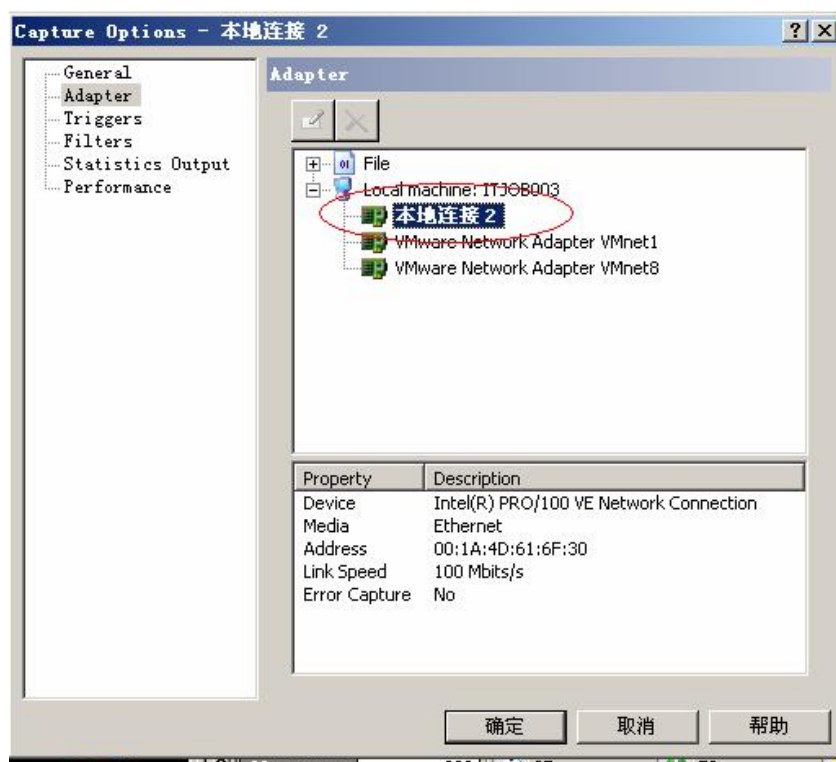 Capture Options - 本地连接 2
General
Adapter
Triggers
Filters
Statistics Output
Performance
Adapter
File
Local machine: ITJOB003
本地连接 2
VMware Network Adapter VMnet1
VMware Network Adapter VMnet8
Property Description
Device Intel(R) PRO/100 VE Network Connection
Media Ethernet
Address 00:1A:4D:61:6F:30
Link Speed 100 Mbits/s
Error Capture No
确定 取消 帮助